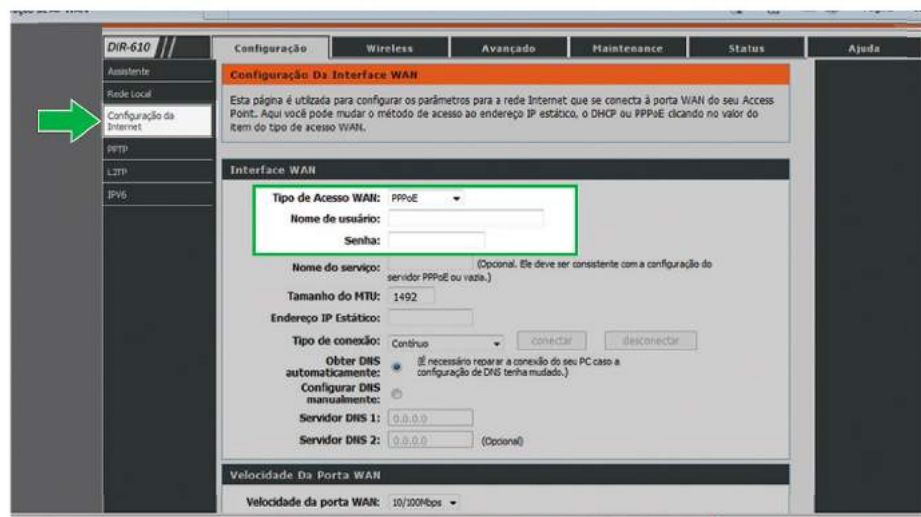 DIR-610
Configuração Wireless Avançado Maintenance Status Ajuda
Assistente
Rede Local
Configuração da
Internet
PPTP
L2TP
IPV6
Configuração Da Interface WAN
Esta página é utilizada para configurar os parâmetros para a rede Internet que se conecta à porta WAN do seu Access
Point. Aqui você pode mudar o método de acesso ao endereço IP estático, o DHCP ou PPPoE clicando no valor do
item do tipo de acesso WAN.
Interface WAN
Tipo de Acesso WAN: PPPoE
Nome de usuário:
Senha:
Nome do serviço: (Opcional. Ele deve ser consistente com a configuração do
servidor PPPoE ou vazia.)
Tamanho do MTU: 1492
Endereço IP Estático:
Tipo de conexão: Contínuo conectar desconectar
Obter DNS
automaticamente:
(É necessário reparar a conexão do seu PC caso a
configuração de DNS tenha mudado.)
Configurar DNS
manualmente:
Servidor DNS 1: 0.0.0.0
Servidor DNS 2: 0.0.0.0 (Opcional)
Velocidade Da Porta WAN
Velocidade da porta WAN: 10/100Mbps